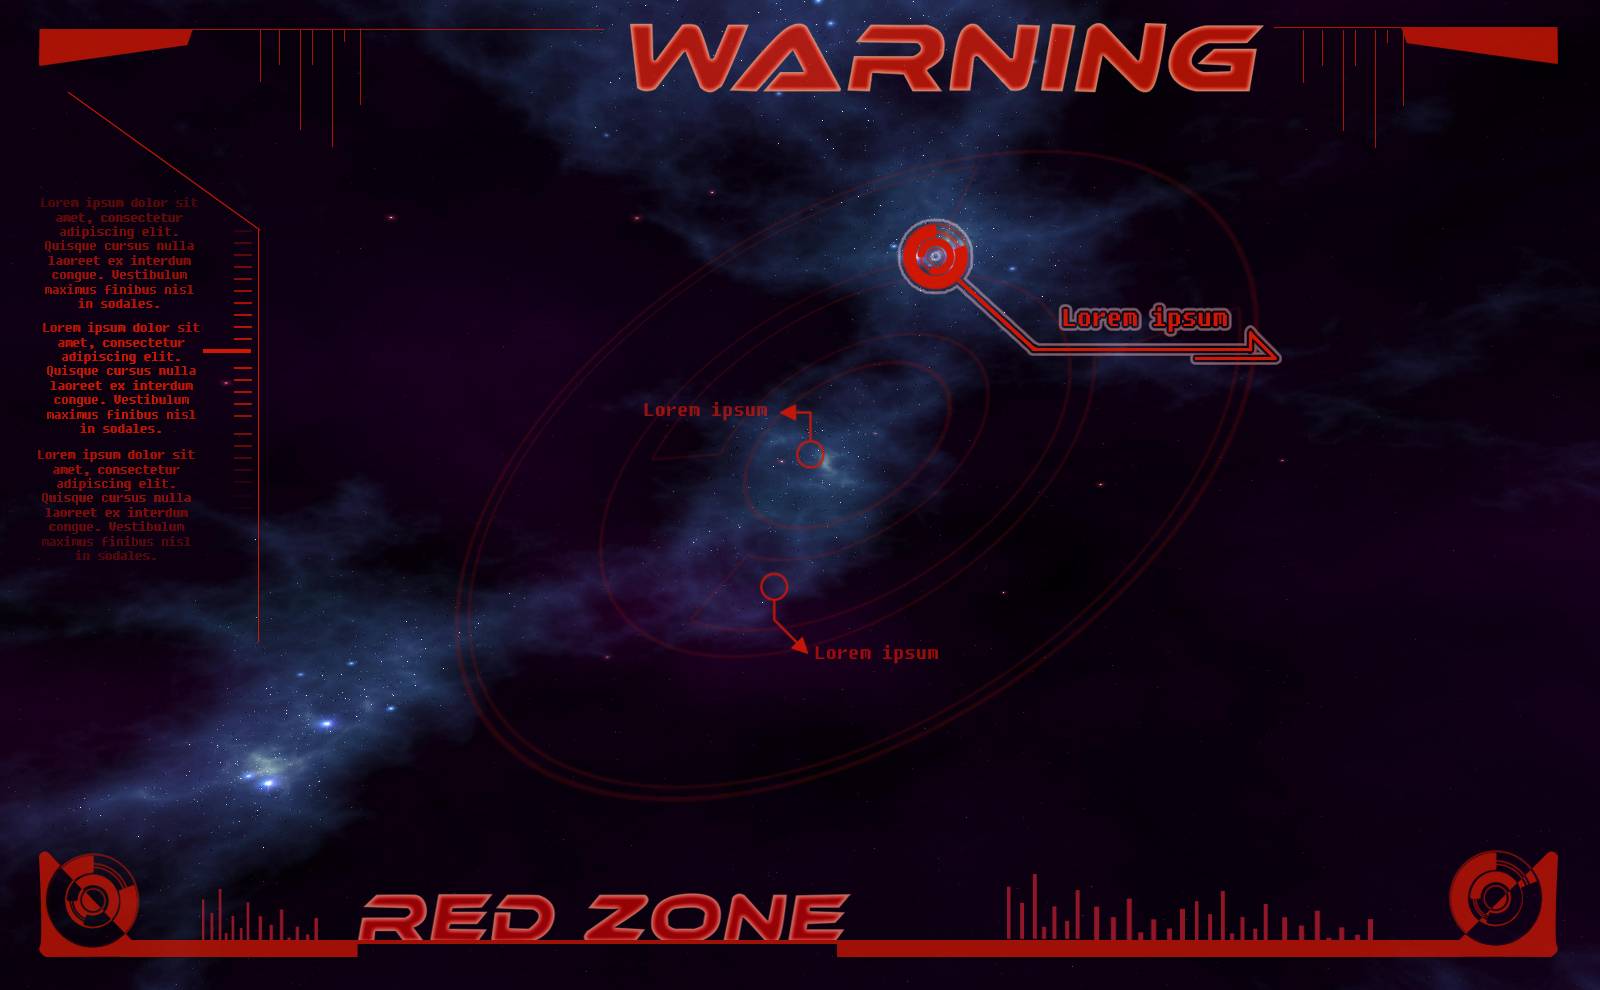 WARNING
Lorem ipsum dolor sit
amet, consectetur
adipiscing elit.
Quisque cursus nulla
laoreet ex interdum
congue. Vestibulum
maximus finibus nisl
in sodales.
Lorem ipsum dolor sit
amet, consectetur
adipiscing elit.
Quisque cursus nulla
laoreet ex interdum
congue. Vestibulum
maximus finibus nisl
in sodales.
Lorem ipsum dolor sit
amet, consectetur
adipiscing elit.
Quisque cursus nulla
laoreet ex interdum
congue. Vestibulum
maximus finibus nisl
in sodales.
Lorem ipsum
Lorem ipsum
Lorem ipsum
RED ZONE